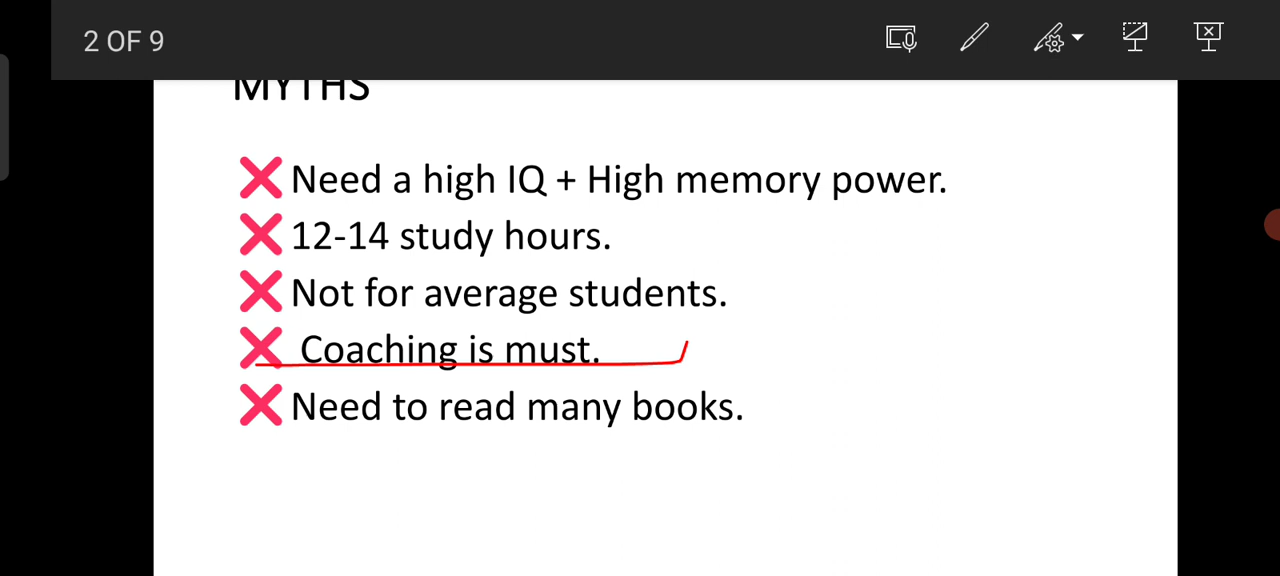 2 OF 9
MYTHS
❌ Need a high IQ + High memory power.
❌ 12-14 study hours.
❌ Not for average students.
❌ Coaching is must.
❌ Need to read many books.